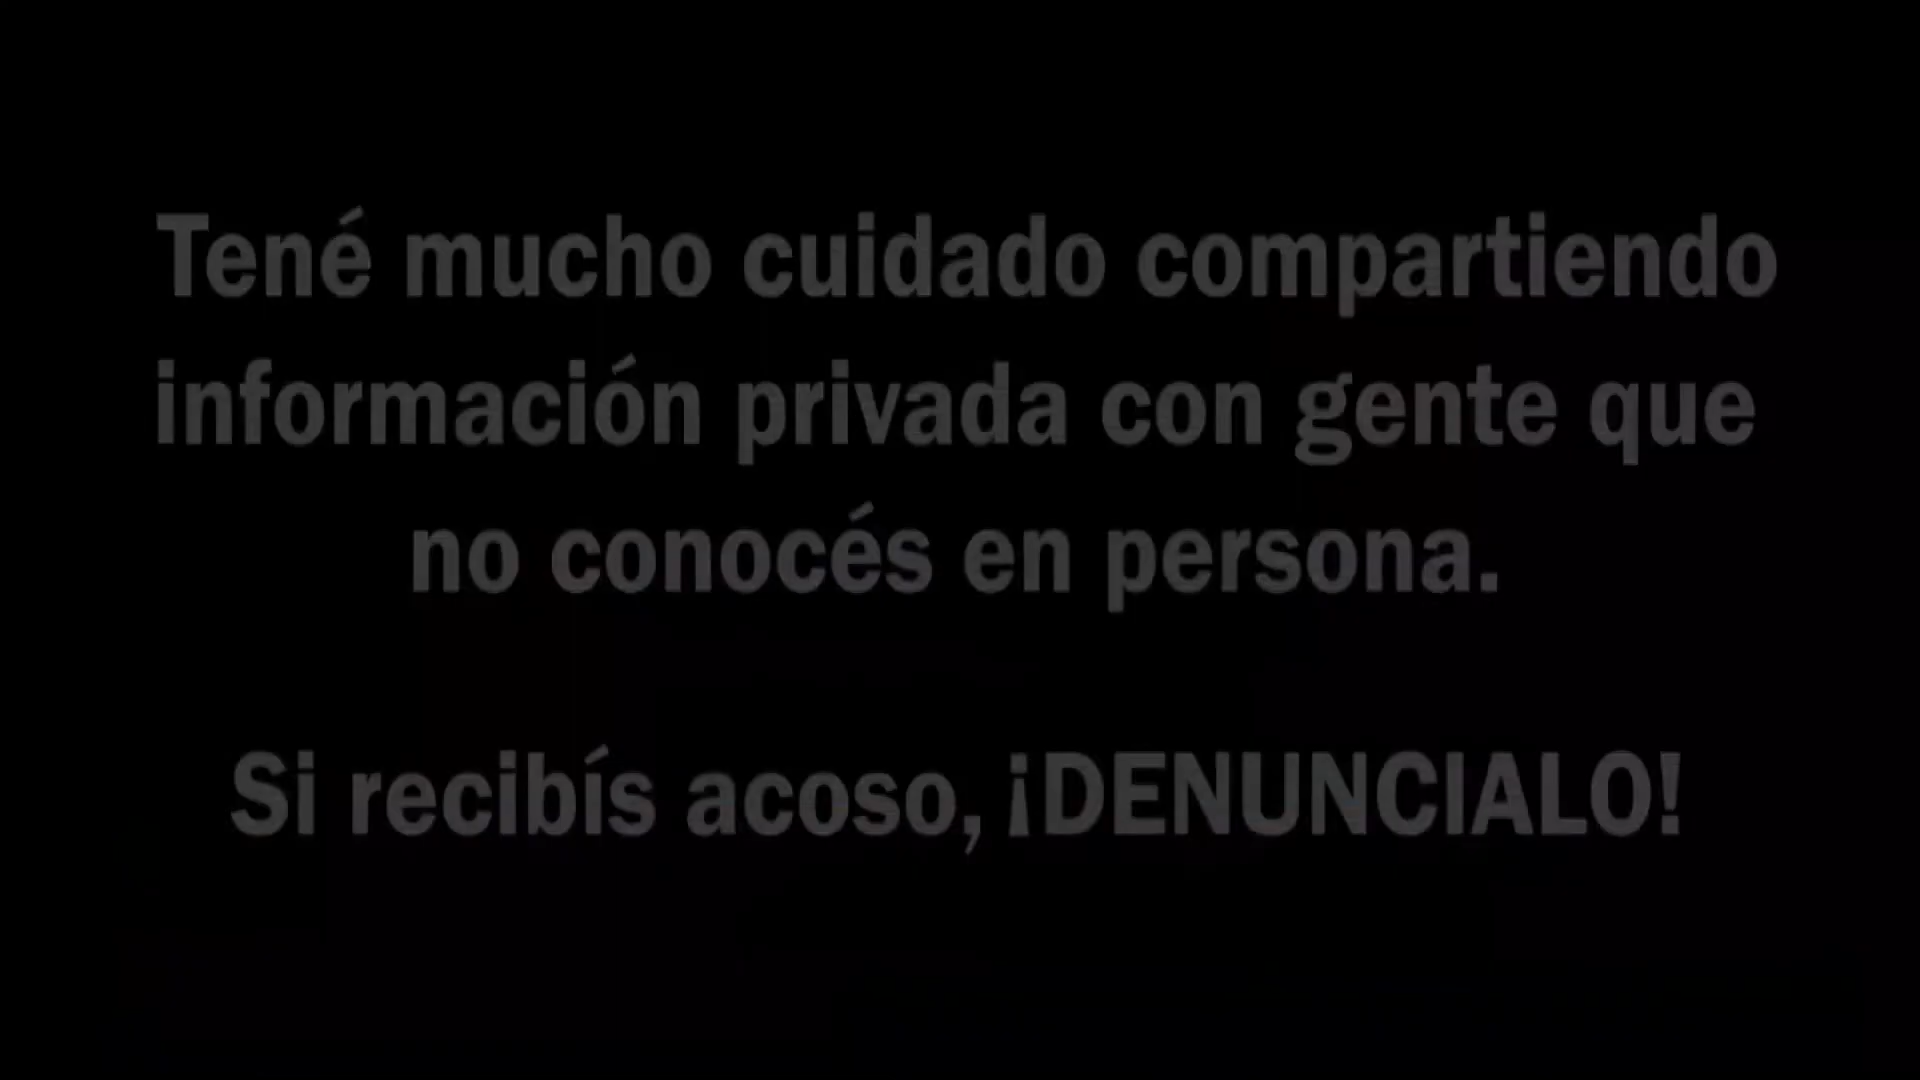 Tené mucho cuidado compartiendo
información privada con gente que
no conocés en persona.
Si recibís acoso, ¡DENUNCIALO!